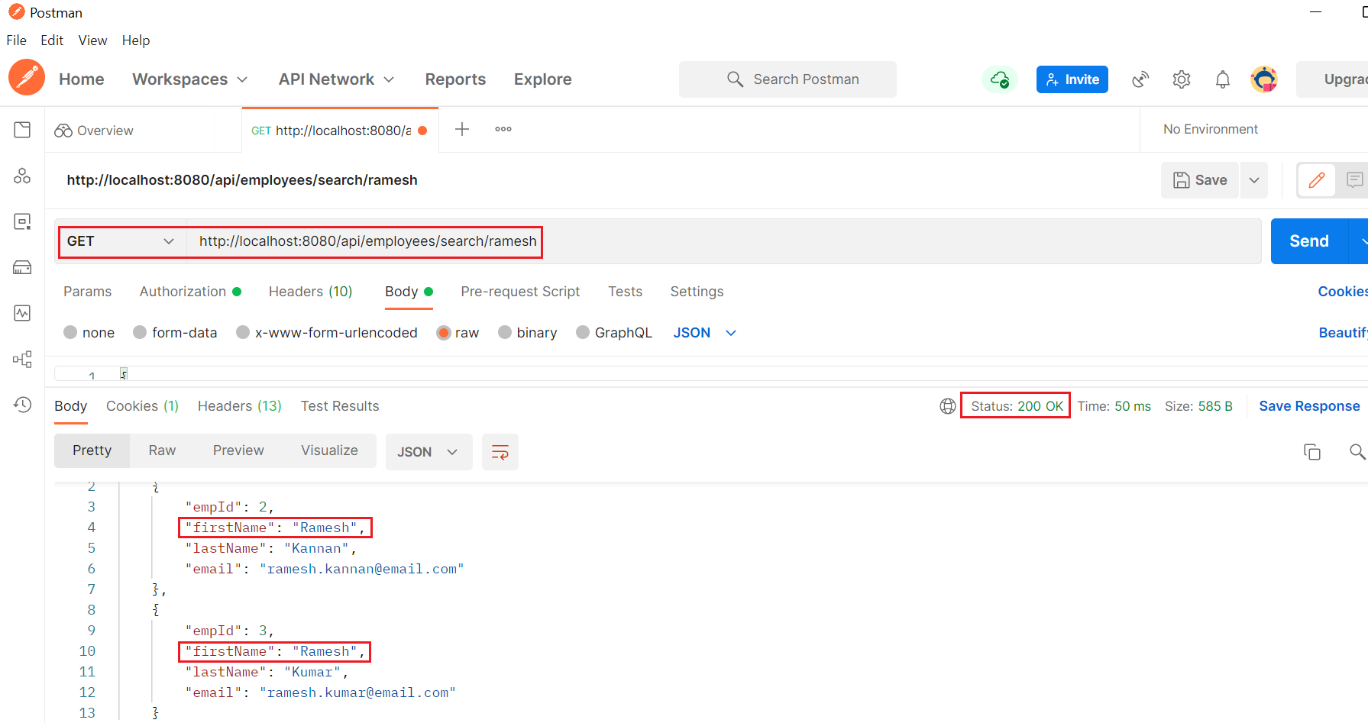 Postman
File Edit View Help
Home Workspaces API Network Reports Explore Search Postman Invite Upgrad
Overview GET http://localhost:8080/a No Environment
http://localhost:8080/api/employees/search/ramesh Save
GET http://localhost:8080/api/employees/search/ramesh Send
Params Authorization Headers (10) Body Pre-request Script Tests Settings Cookies
none form-data x-www-form-urlencoded raw binary GraphQL JSON Beautify
1 {
Body Cookies (1) Headers (13) Test Results Status: 200 OK Time: 50 ms Size: 585 B Save Response
Pretty Raw Preview Visualize JSON
2 {
3 "empId": 2,
4 "firstName": "Ramesh",
5 "lastName": "Kannan",
6 "email": "ramesh.kannan@email.com"
7 },
8 {
9 "empId": 3,
10 "firstName": "Ramesh",
11 "lastName": "Kumar",
12 "email": "ramesh.kumar@email.com"
13 }